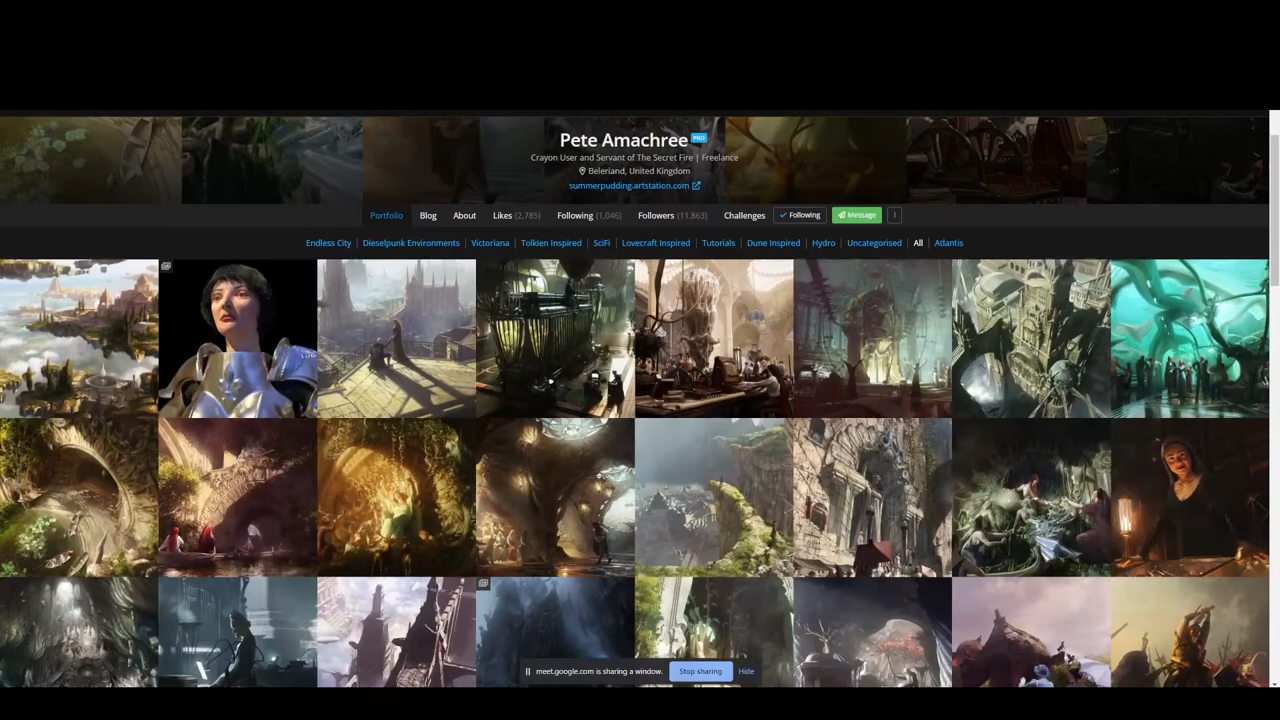 Pete Amachree PRO
Crayon User and Servant of The Secret Fire | Freelance
Beleriand, United Kingdom
summerpudding.artstation.com
Portfolio Blog About Likes (2,785) Following (1,046) Followers (11,863) Challenges Following Message
Endless City | Dieselpunk Environments | Victoriana | Tolkien Inspired | SciFi | Lovecraft Inspired | Tutorials | Dune Inspired | Hydro | Uncategorised | All | Atlantis
meet.google.com is sharing a window. Stop sharing Hide